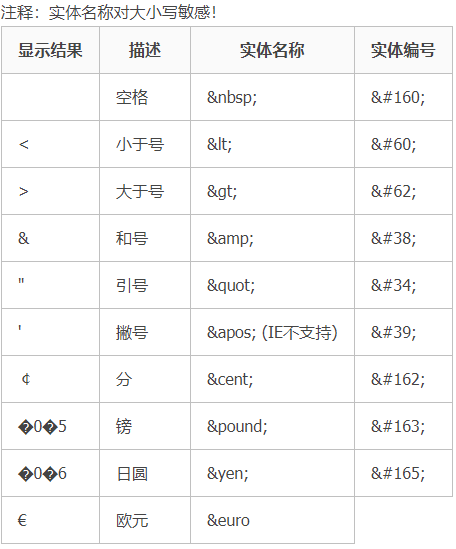 注释：实体名称对大小写敏感！
显示结果 描述 实体名称 实体编号
空格 &nbsp; &#160;
< 小于号 &lt; &#60;
> 大于号 &gt; &#62;
& 和号 &amp; &#38;
" 引号 &quot; &#34;
' 撇号 &apos; (IE不支持) &#39;
￠ 分 &cent; &#162;
�0�5 镑 &pound; &#163;
�0�6 日圆 &yen; &#165;
€ 欧元 &euro